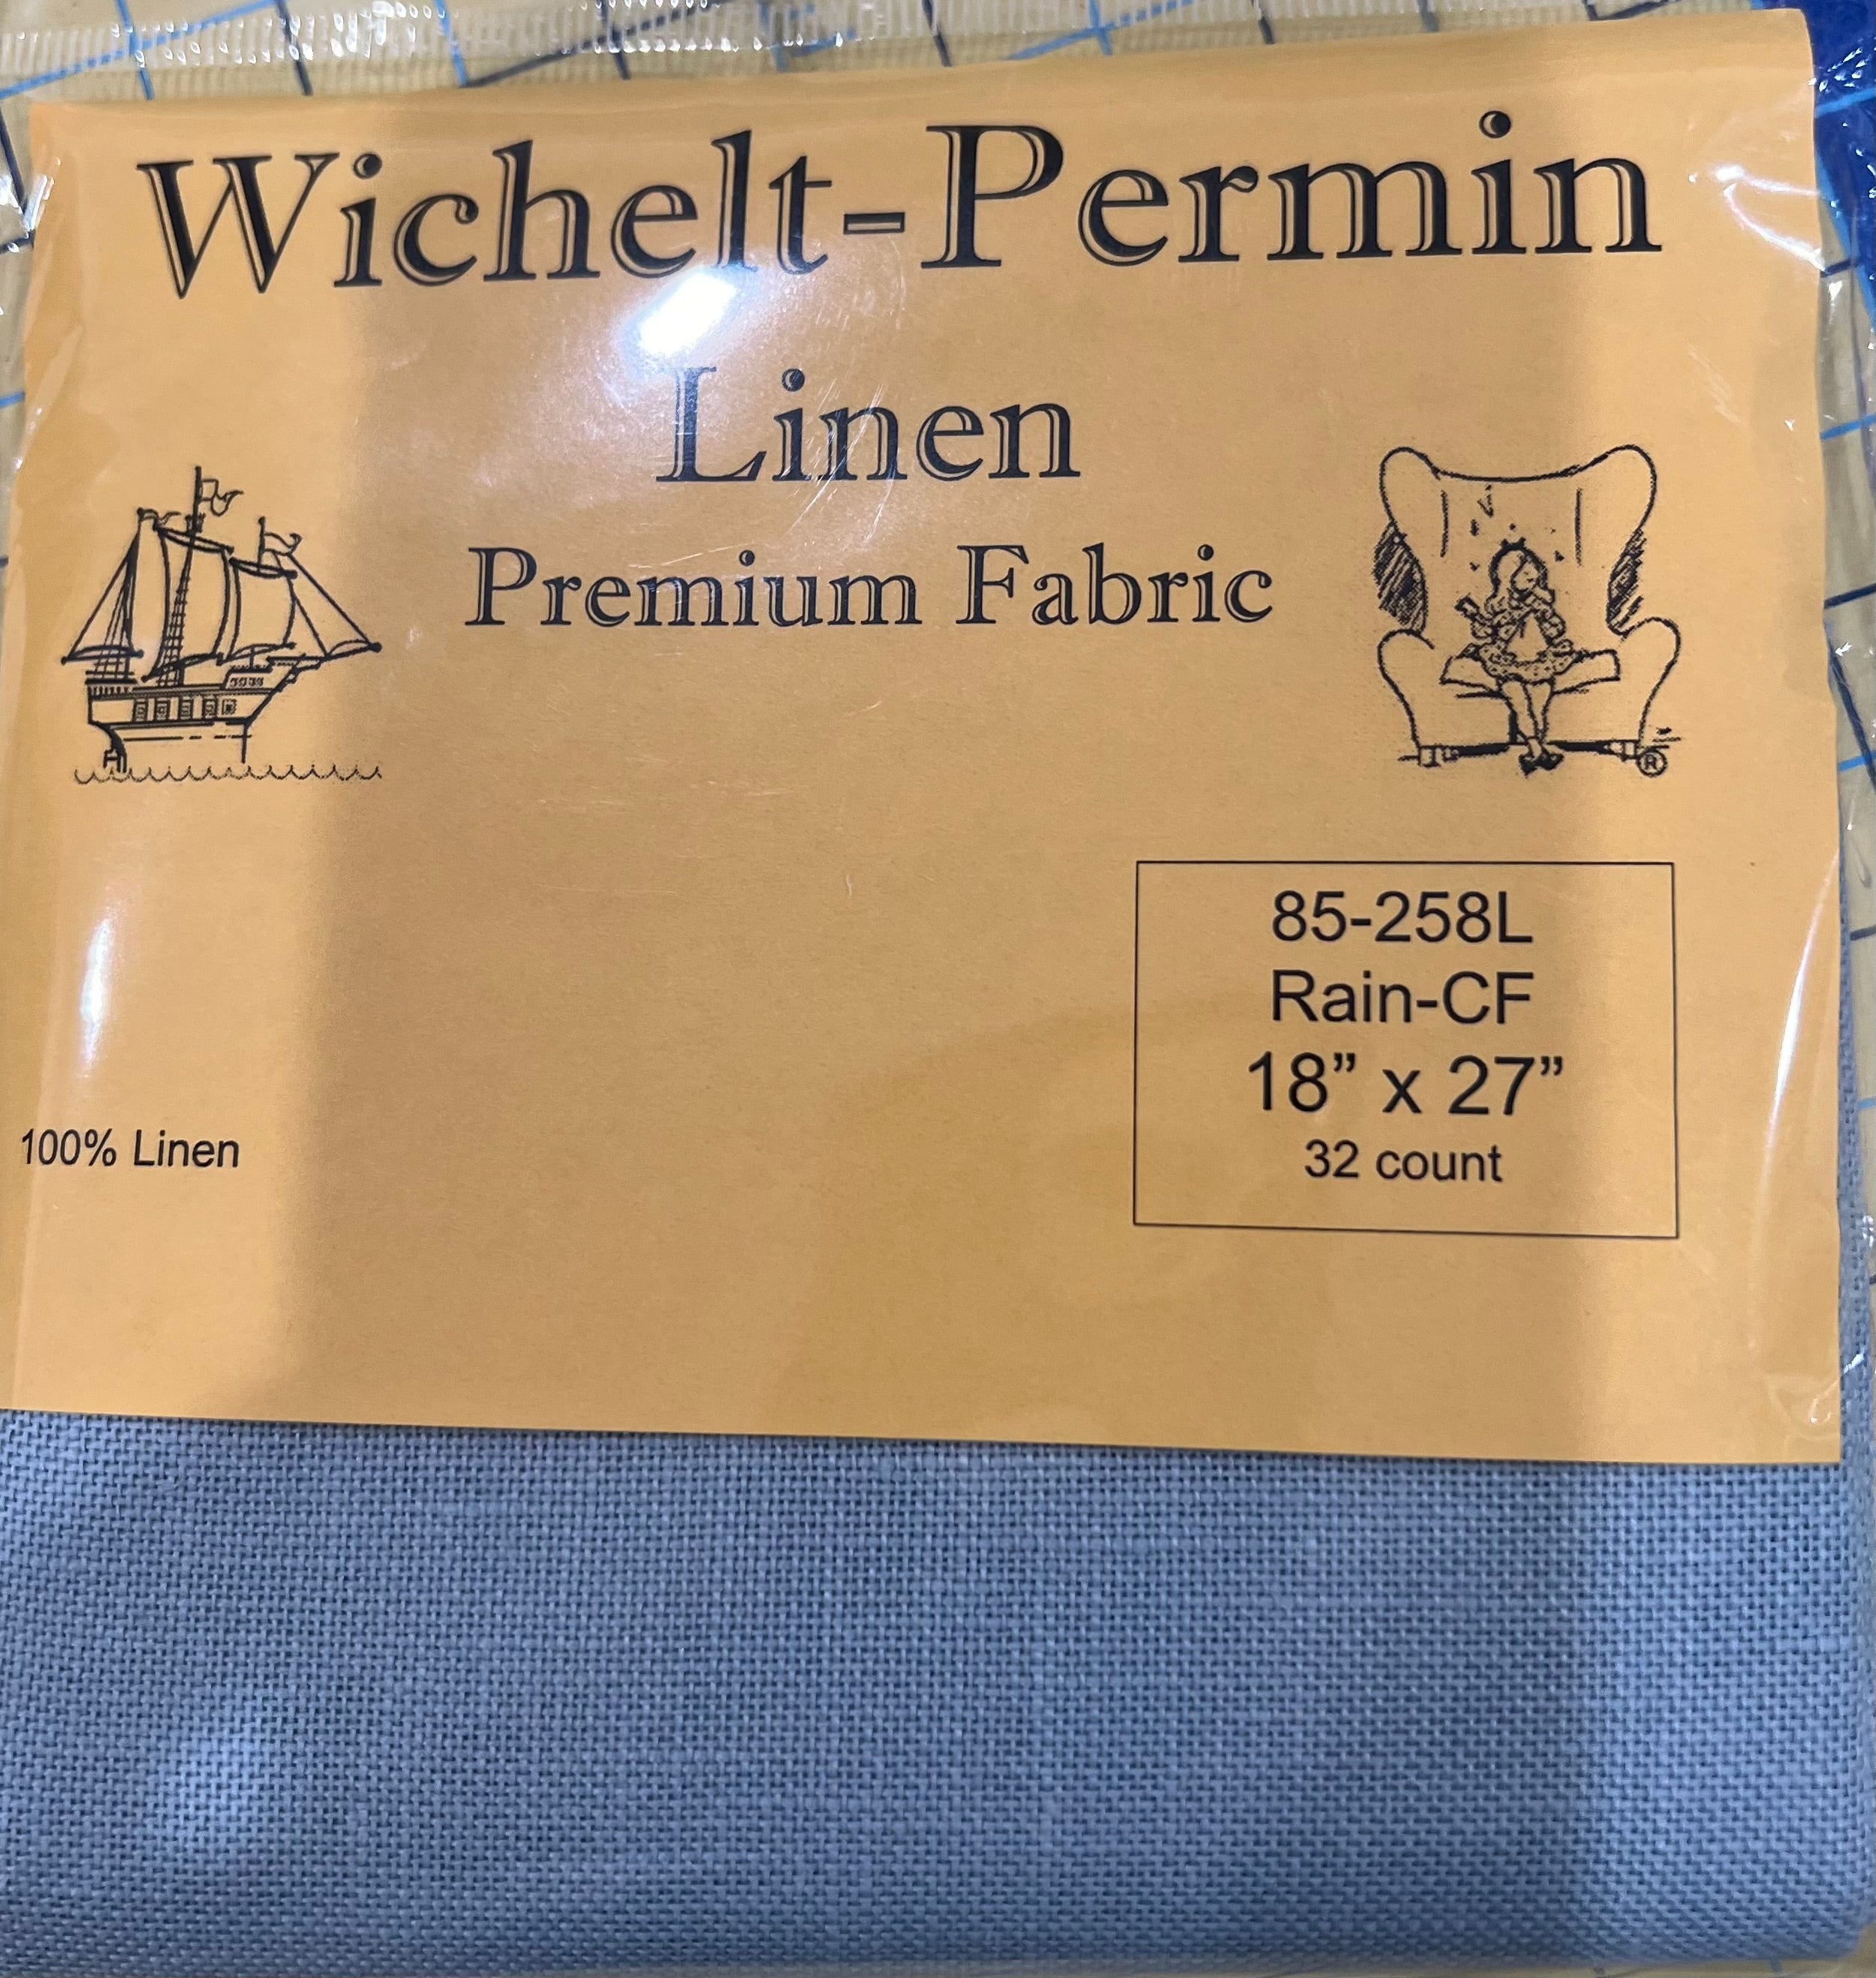 Wichelt-Permin
Linen
Premium Fabric
®
85-258L
Rain-CF
18” x 27”
32 count
100% Linen